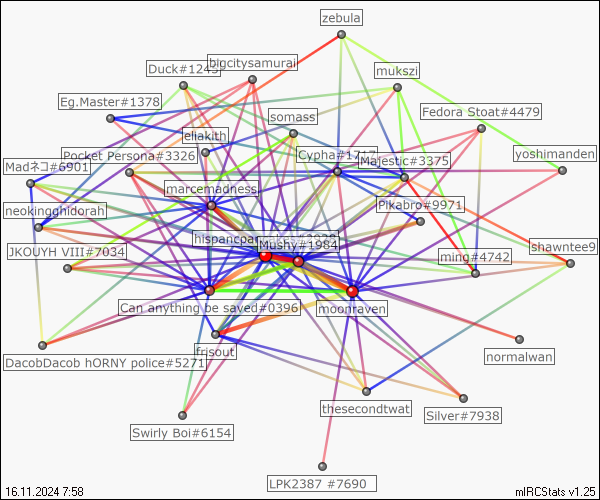 zebula
Duck#1245
bigcitysamurai
mukszi
Eg.Master#1378
somass
Fedora Stoat#4479
eliakith
Cypha#1717
Majestic#3375
yoshimanden
Madネコ#6901
Pocket Persona#3326
marcemadness
neokingghidorah
Pikabro#9971
hispancpa
Mushy#1984
shawntee9
JKOUYH VIII#7034
ming#4742
Can anything be saved#0396
moonraven
frisout
normalwan
DacobDacob hORNY police#5271
thesecondtwat
Silver#7938
Swirly Boi#6154
LPK2387 #7690
16.11.2024 7:58
mIRCStats v1.25